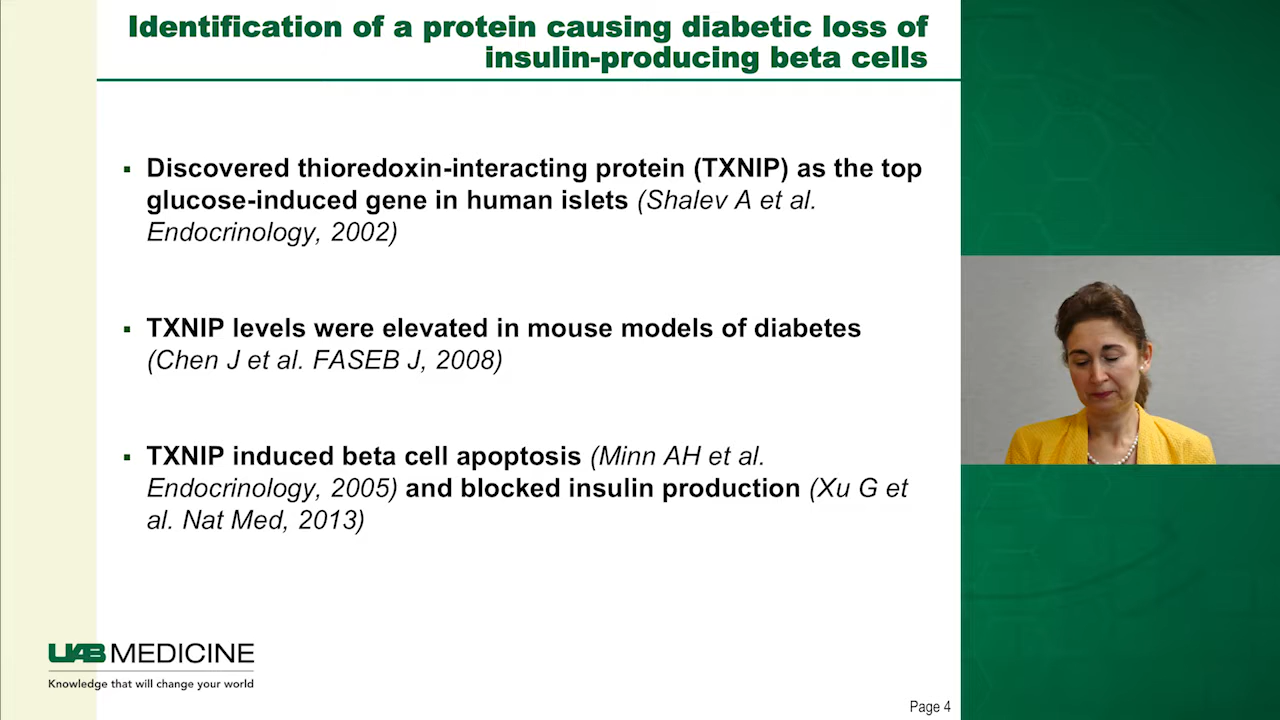 Identification of a protein causing diabetic loss of
insulin-producing beta cells
▪ Discovered thioredoxin-interacting protein (TXNIP) as the top
glucose-induced gene in human islets (Shalev A et al.
Endocrinology, 2002)
▪ TXNIP levels were elevated in mouse models of diabetes
(Chen J et al. FASEB J, 2008)
▪ TXNIP induced beta cell apoptosis (Minn AH et al.
Endocrinology, 2005) and blocked insulin production (Xu G et
al. Nat Med, 2013)
UAB MEDICINE
Knowledge that will change your world
Page 4